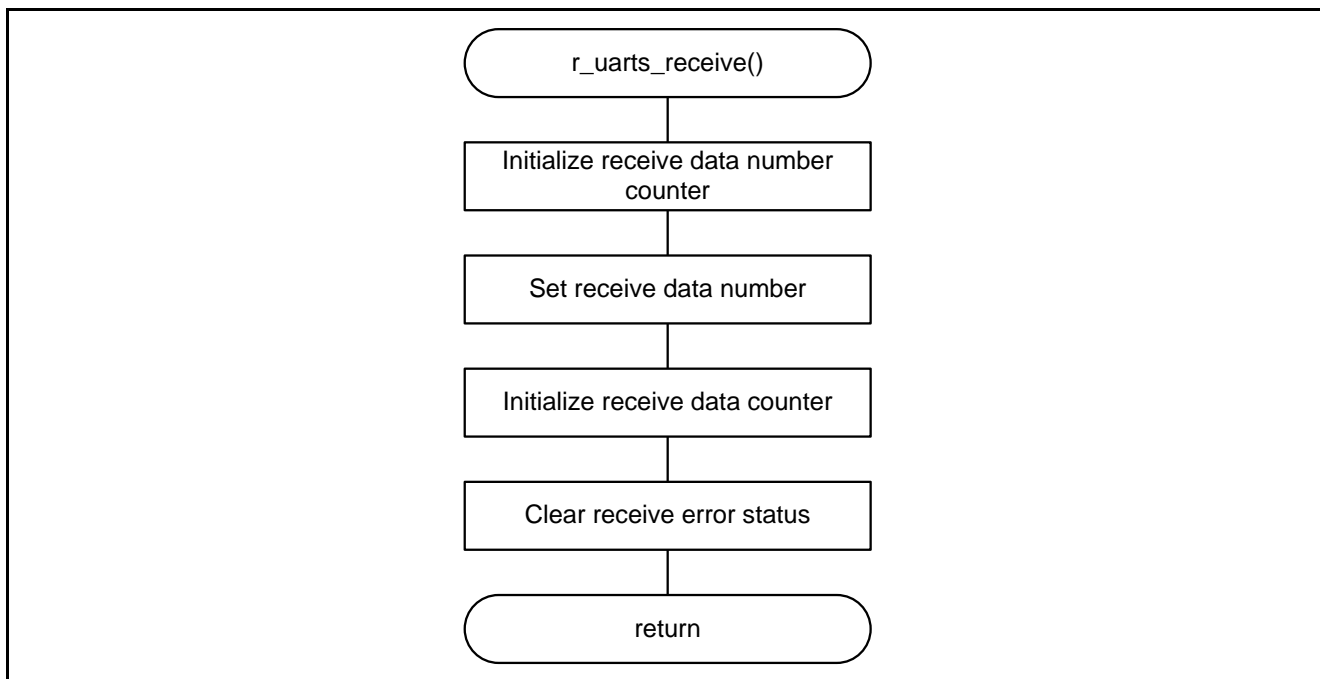 r_uarts_receive()
Initialize receive data number
counter
Set receive data number
Initialize receive data counter
Clear receive error status
return